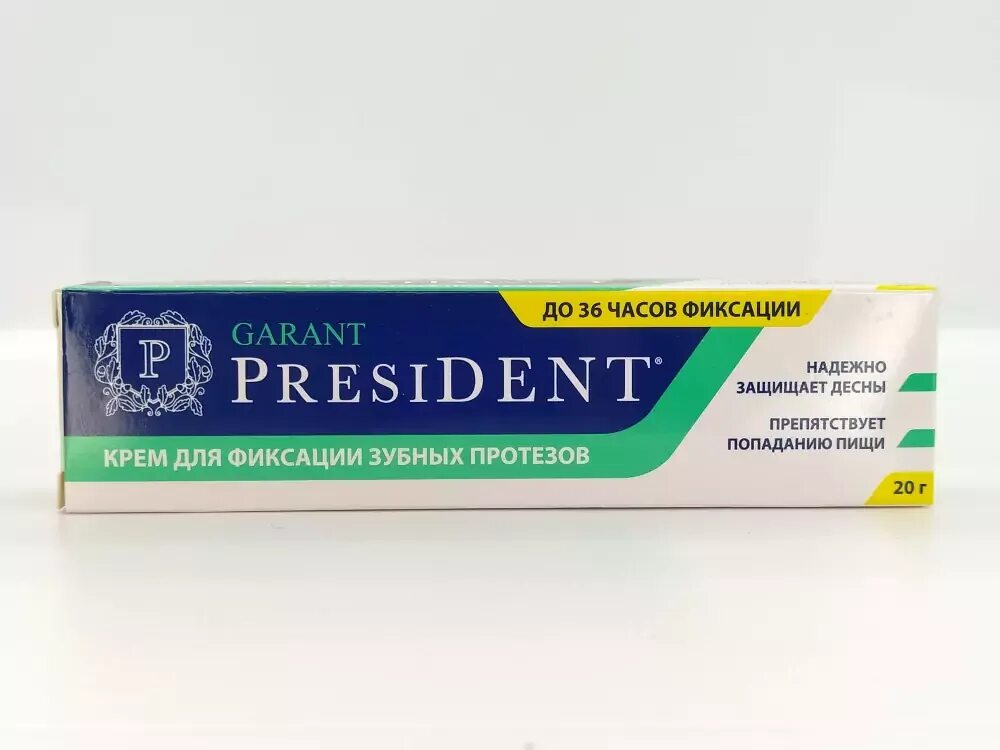 GARANT
PRESIDENT®
P
КРЕМ ДЛЯ ФИКСАЦИИ ЗУБНЫХ ПРОТЕЗОВ
ДО 36 ЧАСОВ ФИКСАЦИИ
НАДЕЖНО
ЗАЩИЩАЕТ ДЕСНЫ
ПРЕПЯТСТВУЕТ
ПОПАДАНИЮ ПИЩИ
20 г